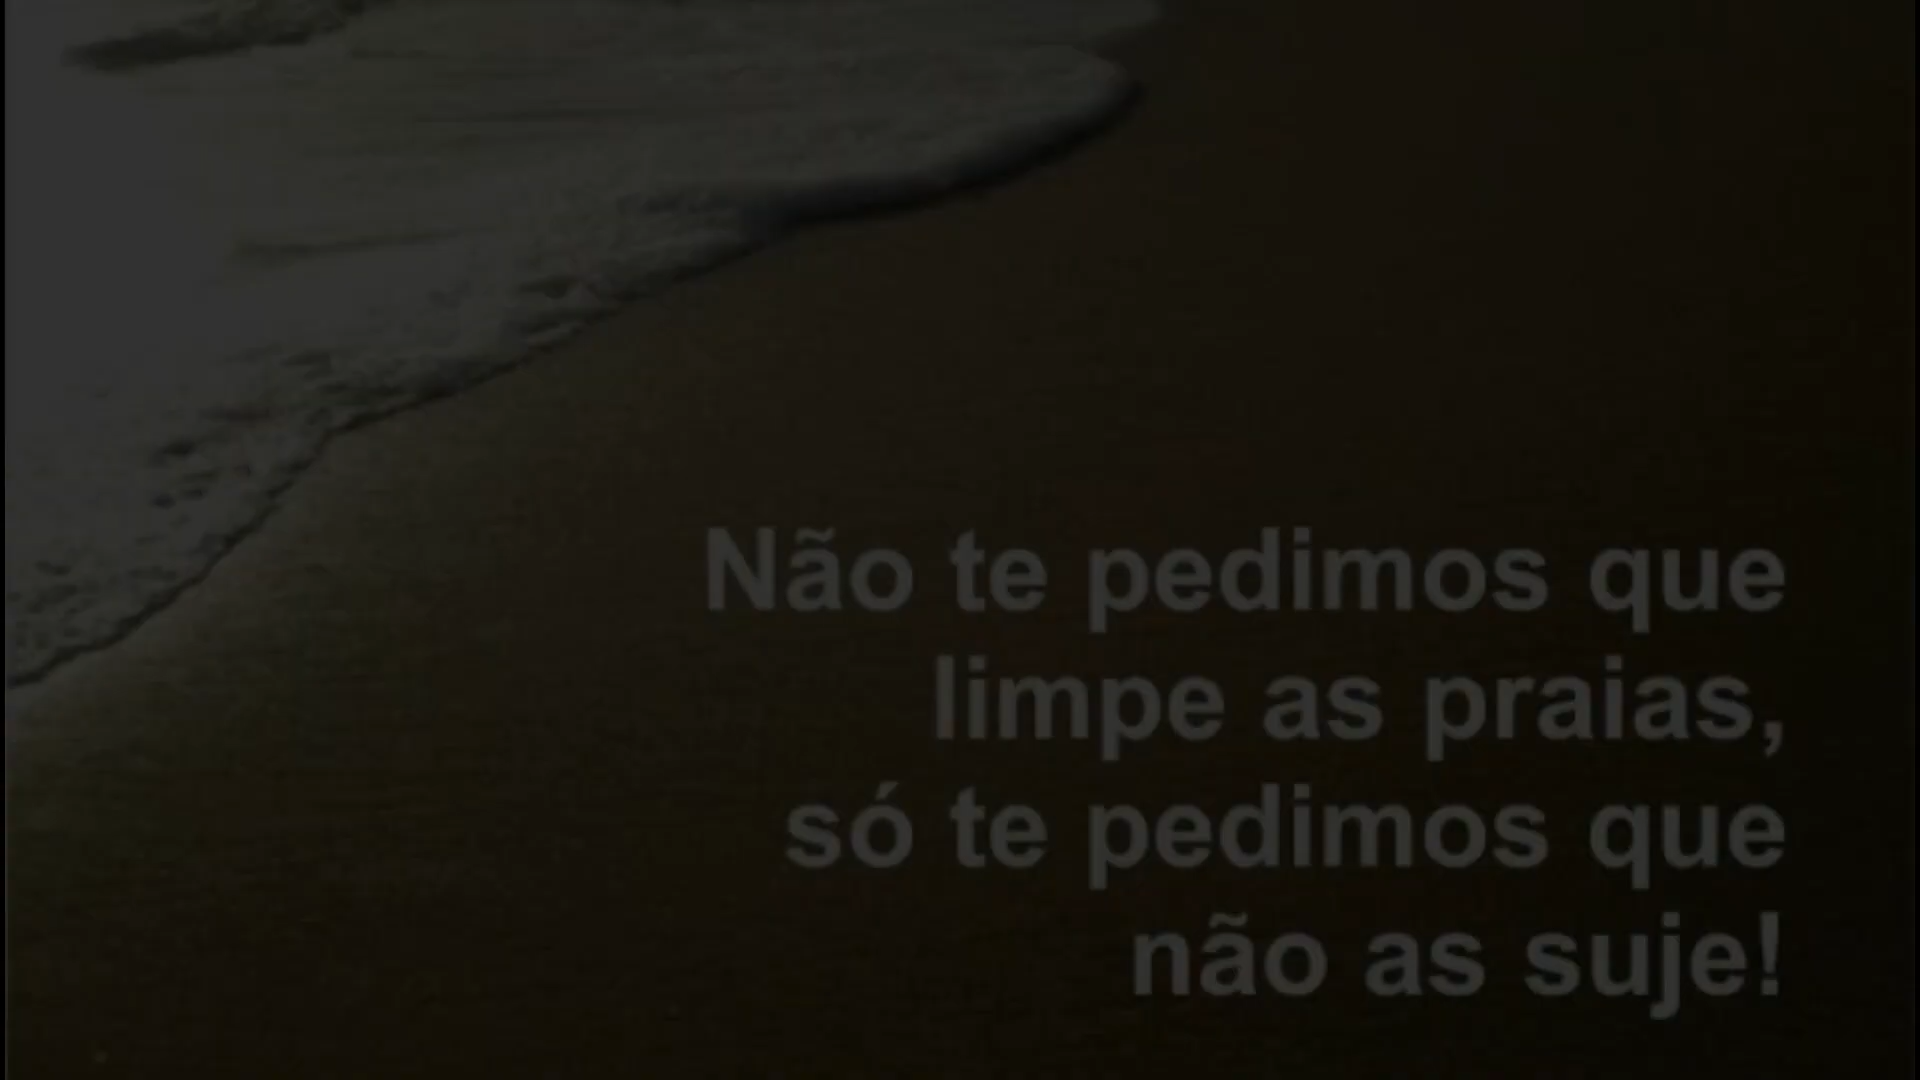 Não te pedimos que
limpe as praias,
só te pedimos que
não as suje!